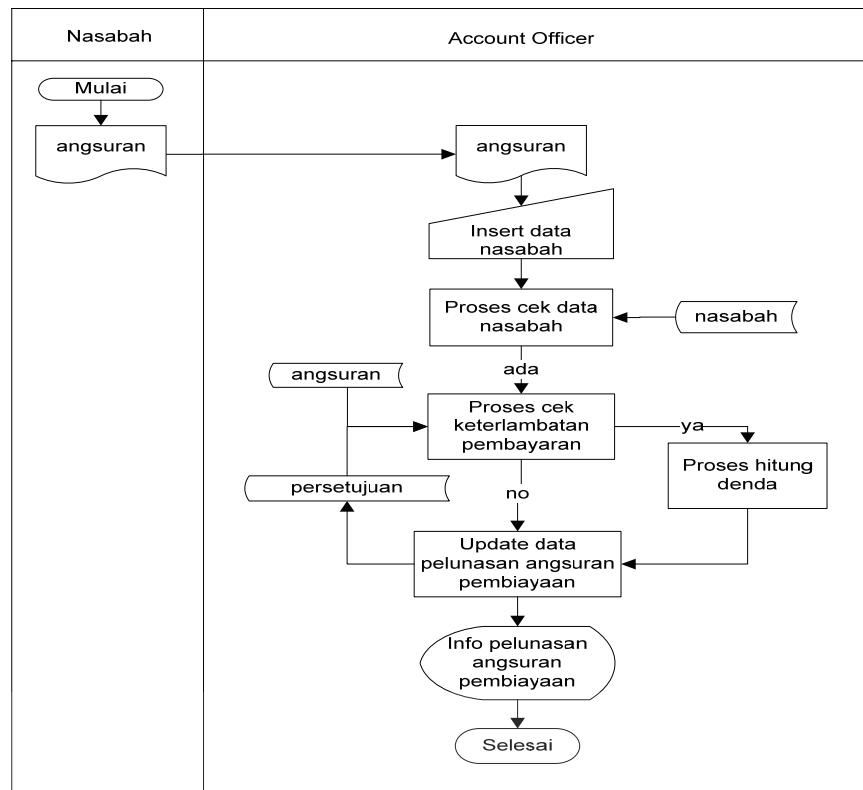 Nasabah
Account Officer
Mulai
angsuran
angsuran
Insert data
nasabah
Proses cek data
nasabah
nasabah
ada
angsuran
Proses cek
keterlambatan
pembayaran
ya
Proses hitung
denda
persetujuan
no
Update data
pelunasan angsuran
pembiayaan
Info pelunasan
angsuran
pembiayaan
Selesai